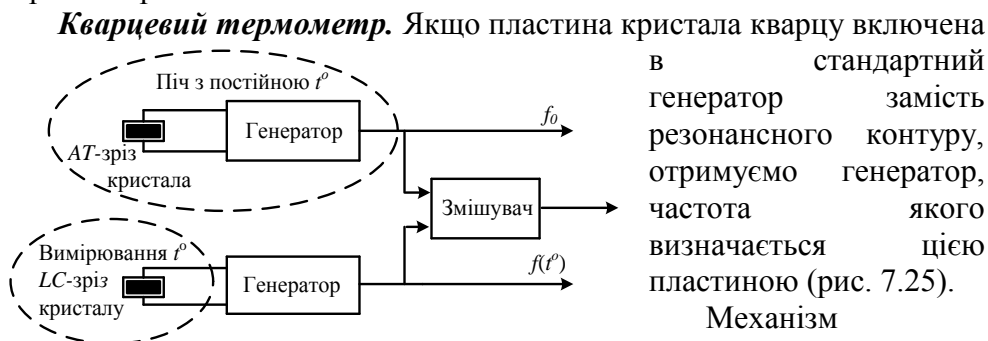 Кварцевий термометр. Якщо пластина кристала кварцу включена
в стандартний
генератор замість
резонансного контуру,
отримуємо генератор,
частота якого
визначається цією
пластиною (рис. 7.25).
Механізм
Піч з постійною tº
АТ-зріз
кристала
Генератор
f0
Змішувач
Вимірювання tº
LC-зріз
кристалу
Генератор
f(tº)